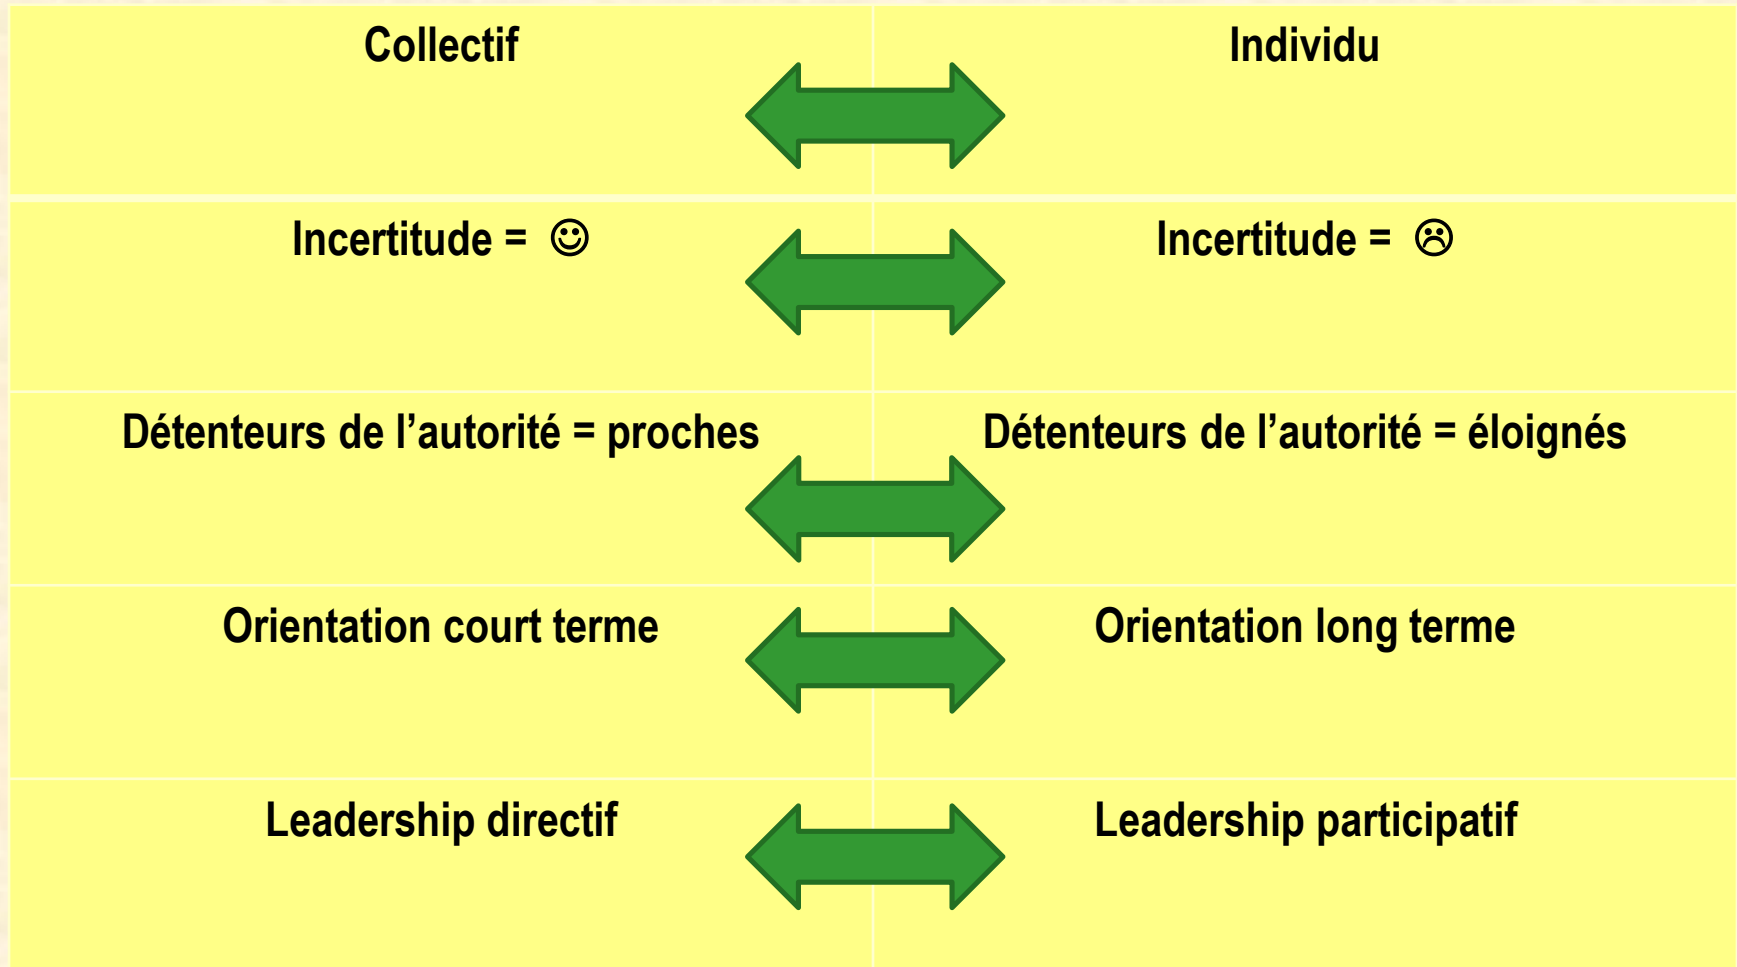 Collectif
Individu
Incertitude = ☺
Incertitude = ☹
Détenteurs de l’autorité = proches
Détenteurs de l’autorité = éloignés
Orientation court terme
Orientation long terme
Leadership directif
Leadership participatif